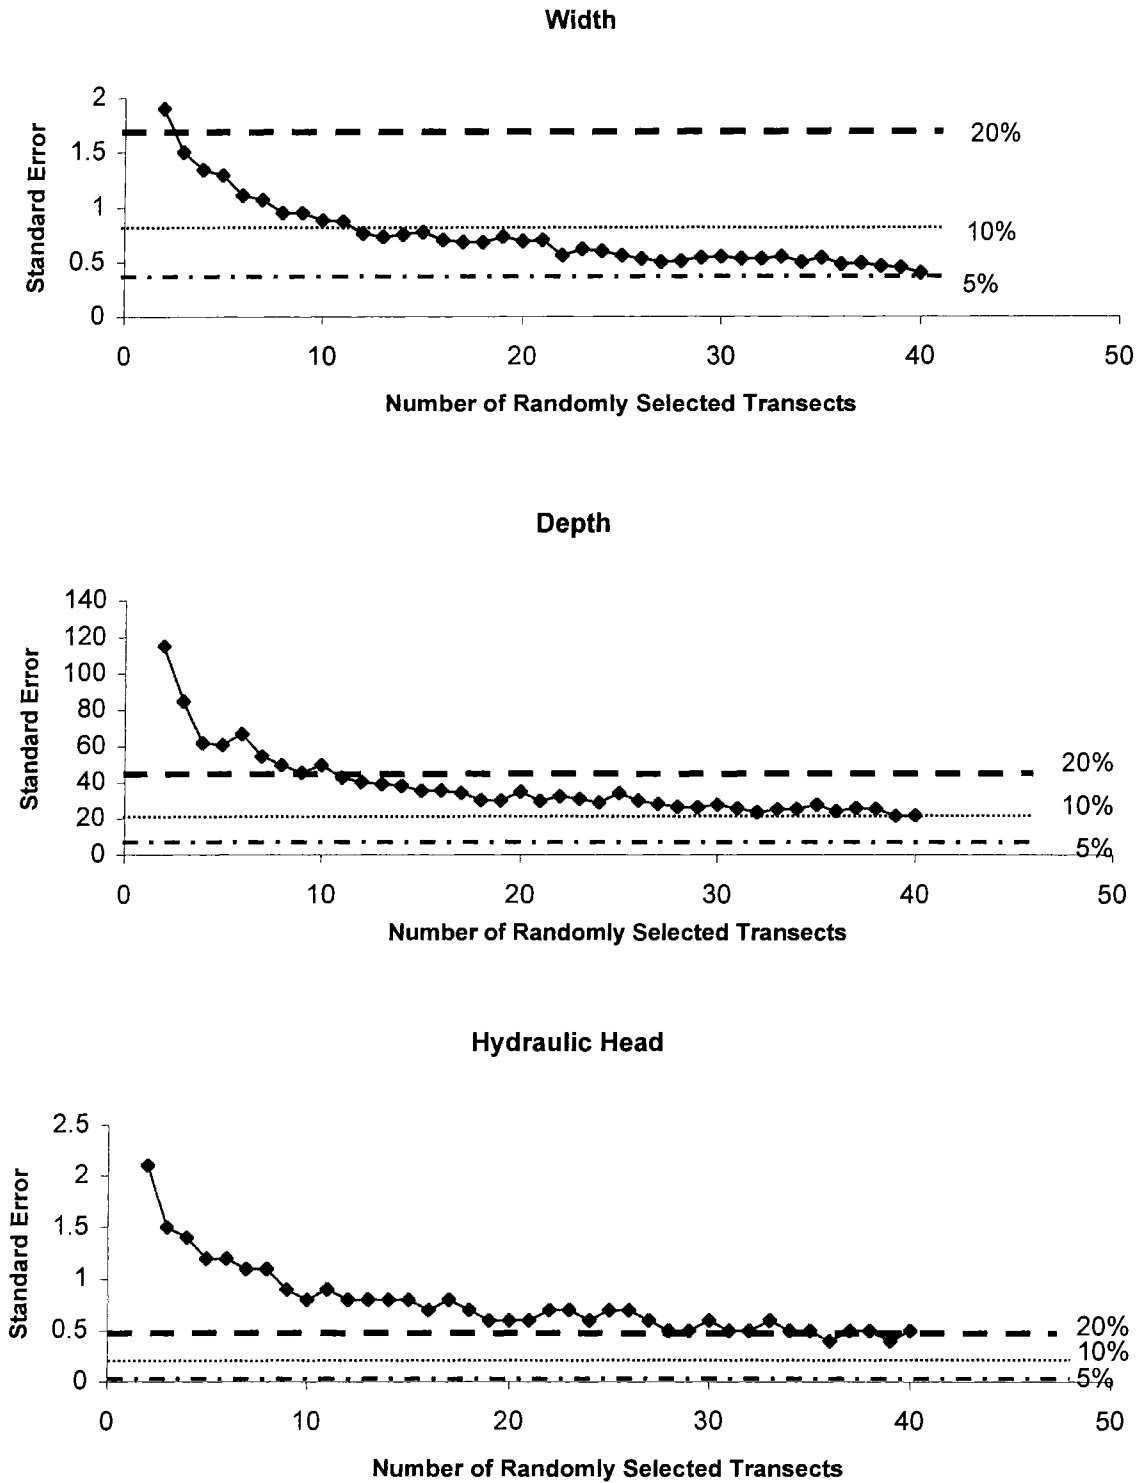 Width
2
1.5
1
0.5
0
Standard Error
20%
10%
5%
0 10 20 30 40 50
Number of Randomly Selected Transects
Depth
140
120
100
80
60
40
20
0
Standard Error
20%
10%
5%
0 10 20 30 40 50
Number of Randomly Selected Transects
Hydraulic Head
2.5
2
1.5
1
0.5
0
Standard Error
20%
10%
5%
0 10 20 30 40 50
Number of Randomly Selected Transects